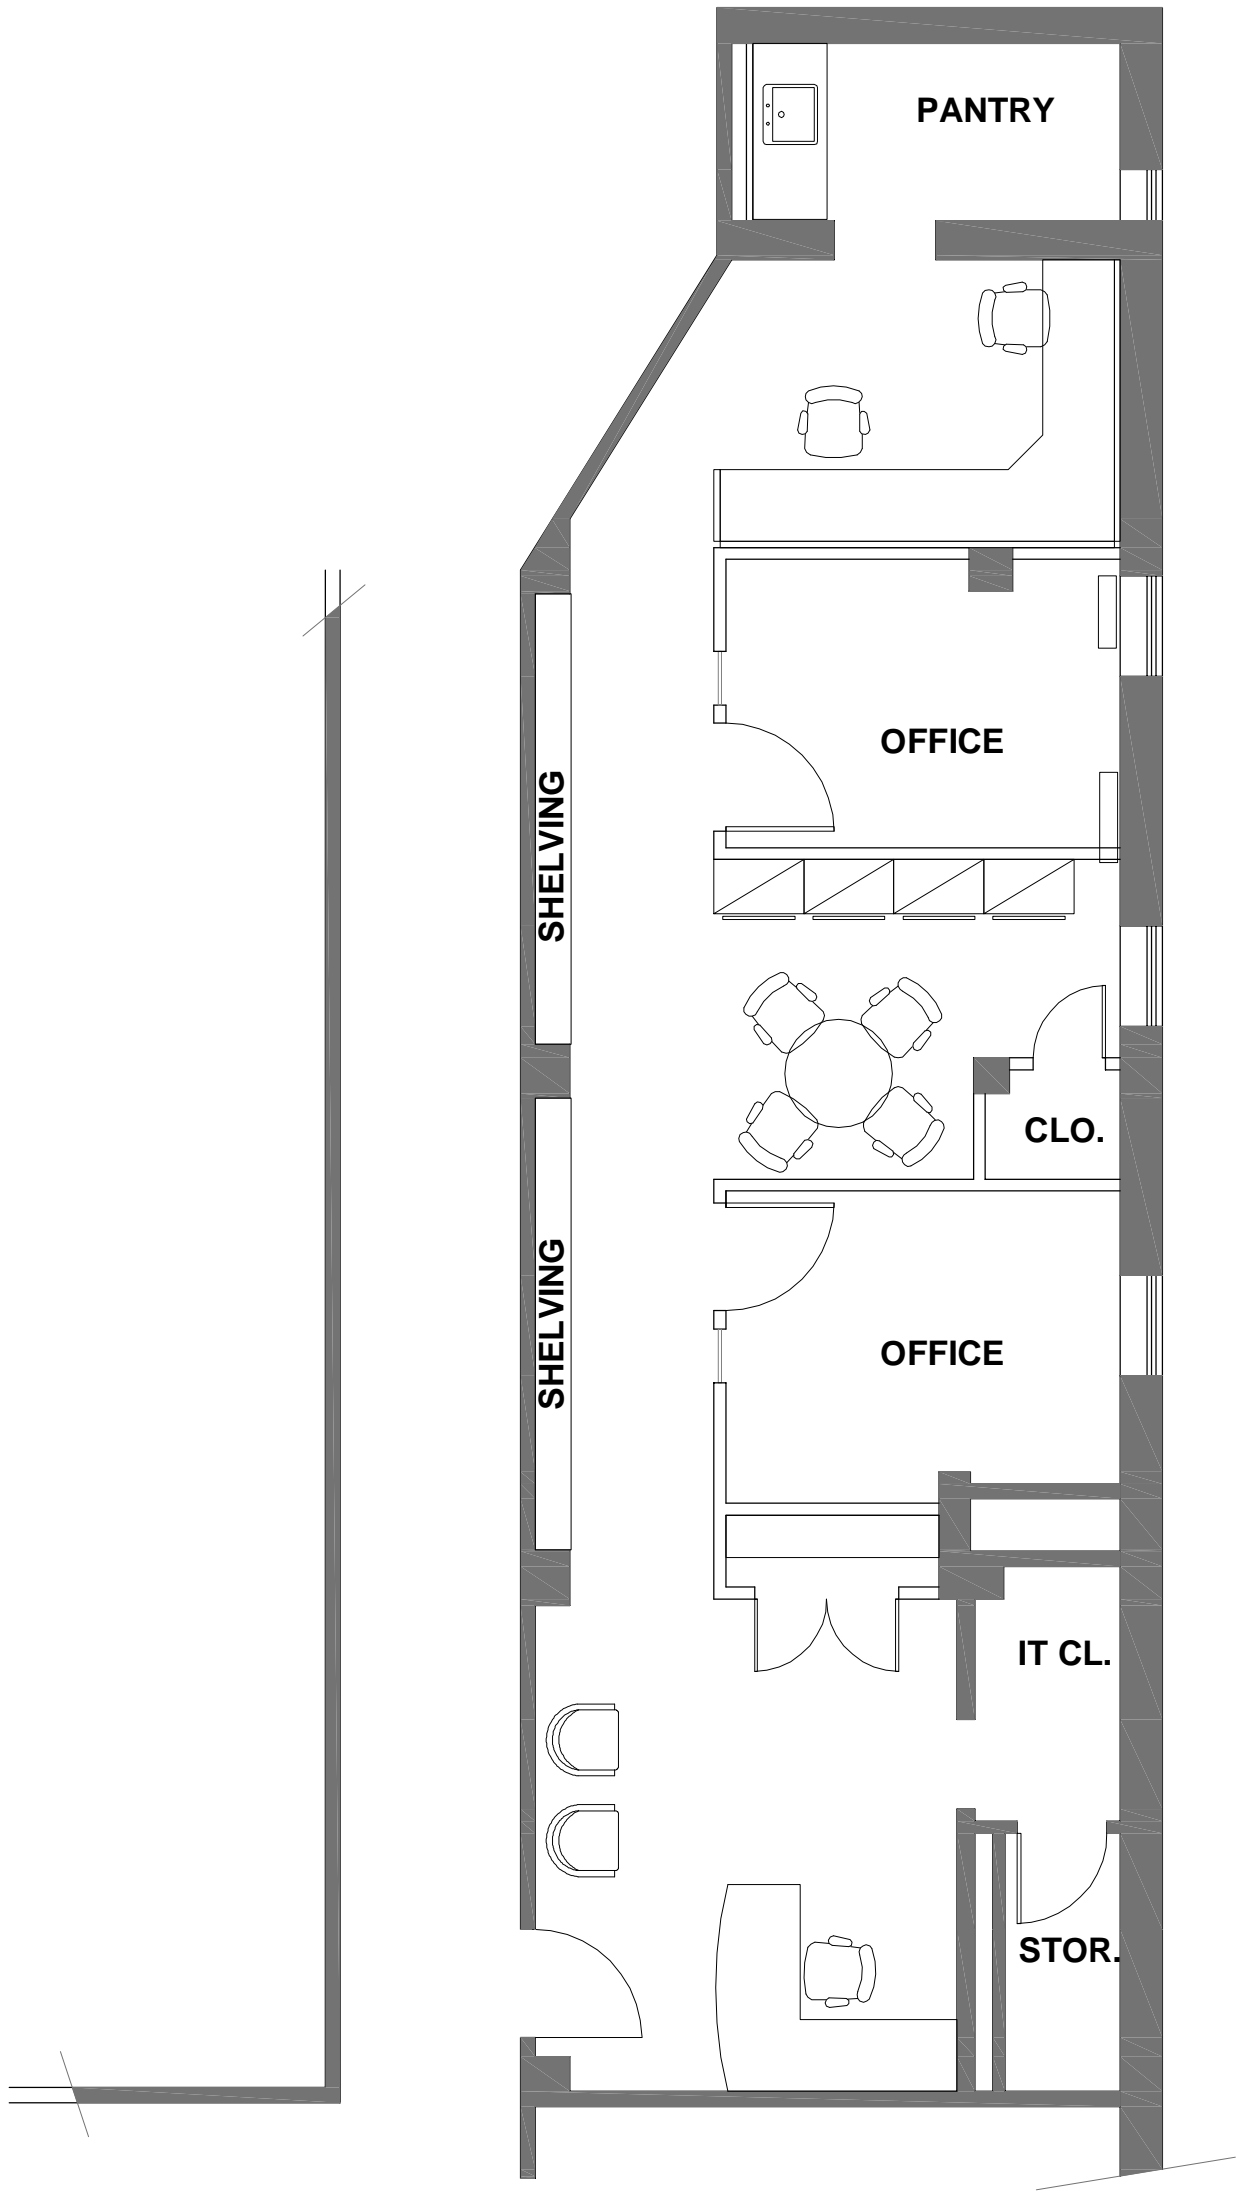 PANTRY
OFFICE
SHELVING
CLO.
SHELVING
OFFICE
IT CL.
STOR.